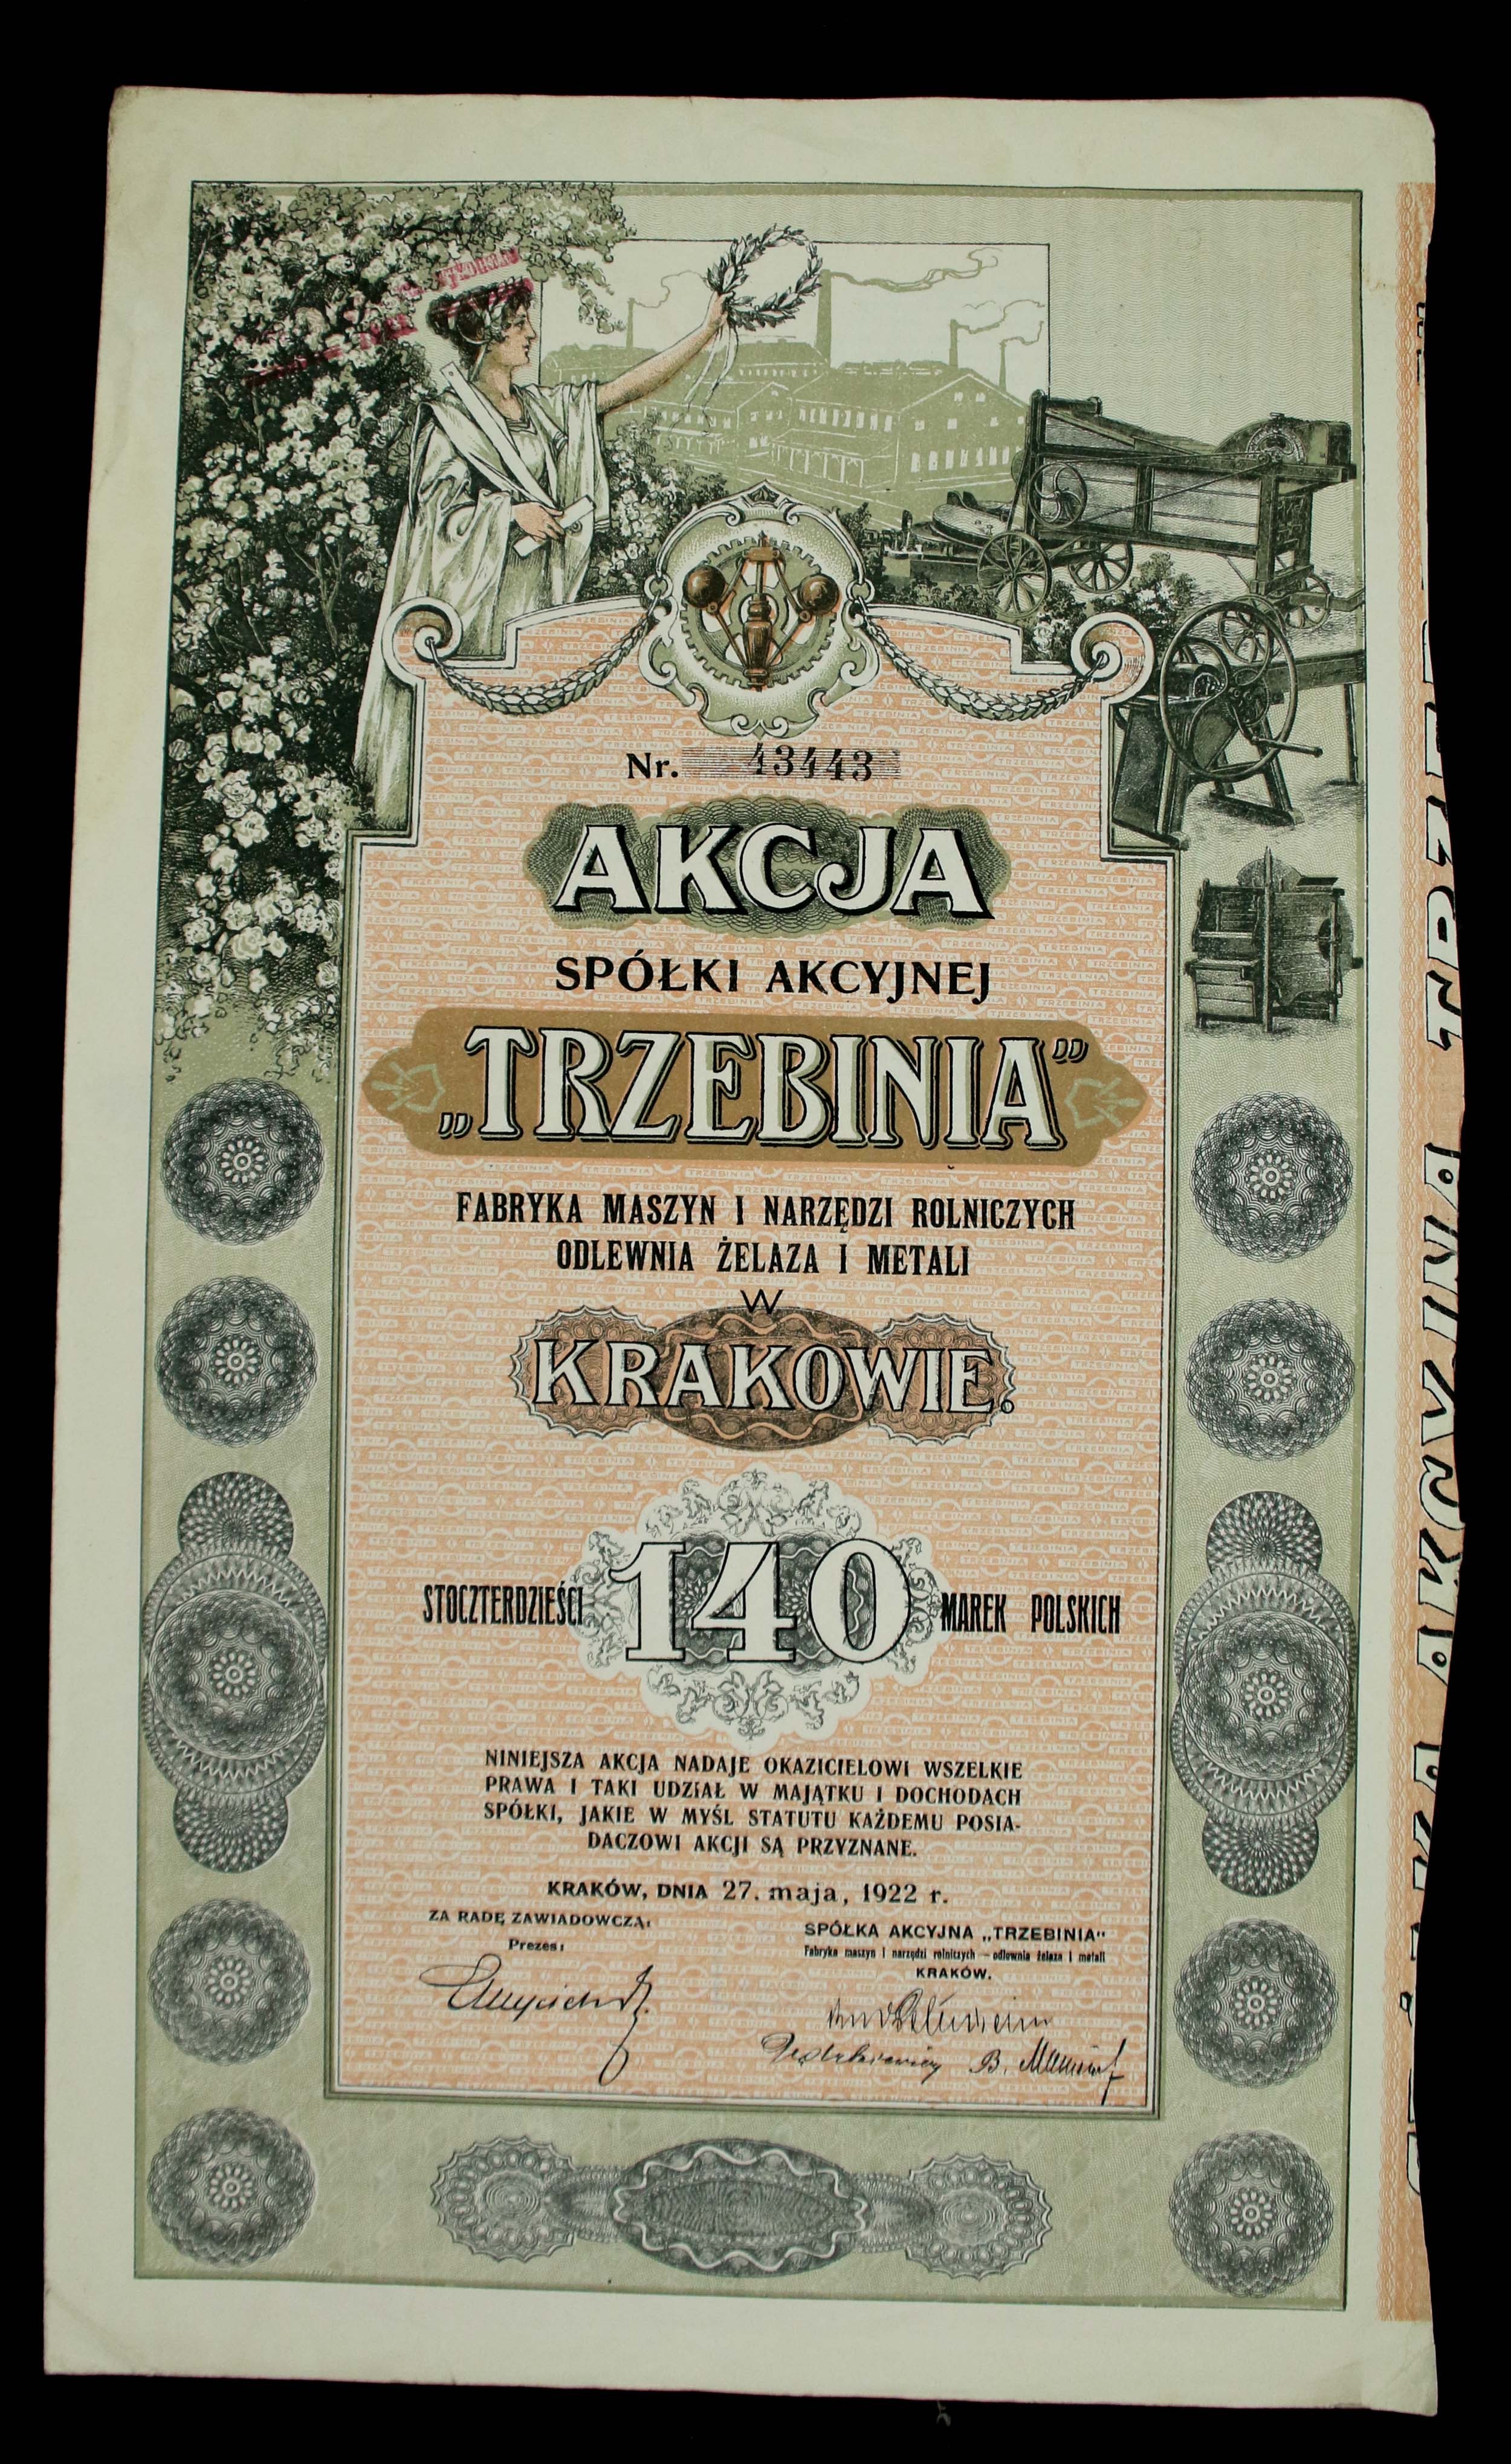 Nr. 43443
AKCJA
SPÓŁKI AKCYJNEJ
„TRZEBINIA”
FABRYKA MASZYN I NARZĘDZI ROLNICZYCH
ODLEWNIA ŻELAZA I METALI
W
KRAKOWIE.
STOCZTERDZIEŚCI 140 MAREK POLSKICH
NINIEJSZA AKCJA NADAJE OKAZICIELOWI WSZELKIE
PRAWA I TAKI UDZIAŁ W MAJĄTKU I DOCHODACH
SPÓŁKI, JAKIE W MYŚL STATUTU KAŻDEMU POSIA-
DACZOWI AKCJI SĄ PRZYZNANE.
KRAKÓW, DNIA 27. maja, 1922 r.
ZA RADĘ ZAWIADOWCZĄ:
Prezes:
SPÓŁKA AKCYJNA „TRZEBINIA”
Fabryka maszyn i narzędzi rolniczych — odlewnia żelaza i metali
KRAKÓW.